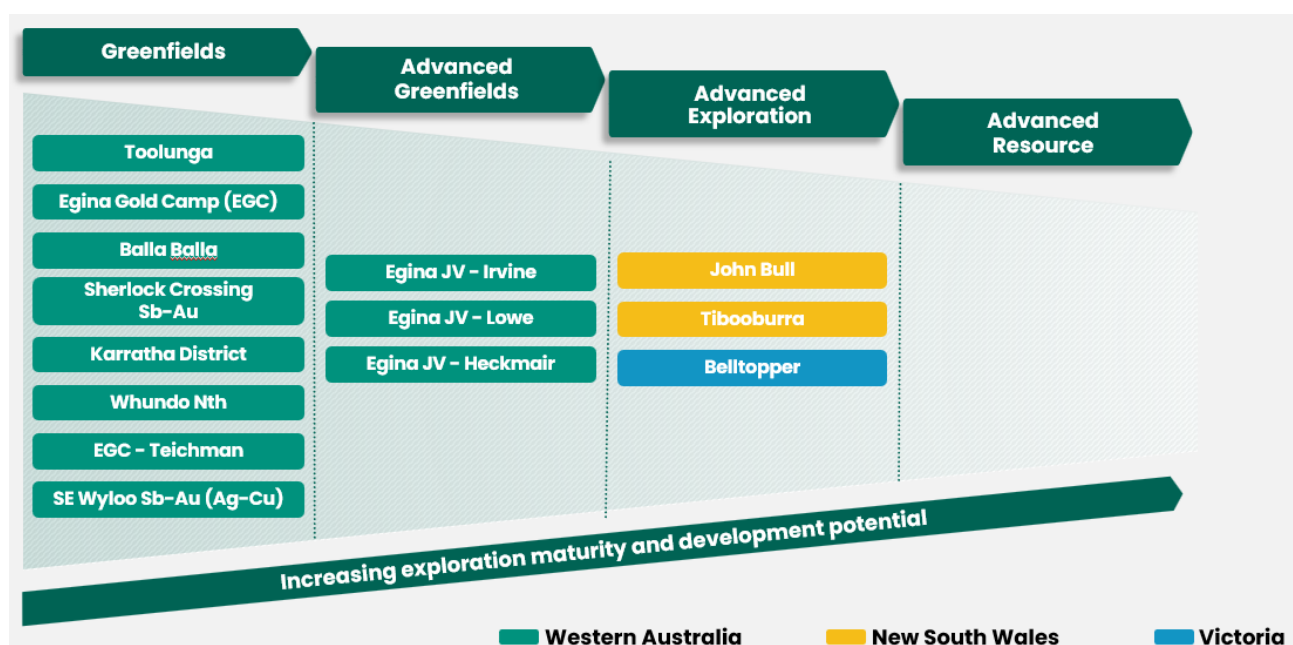 Greenfields
Advanced
Greenfields
Advanced
Exploration
Advanced
Resource
Toolunga
Egina Gold Camp (EGC)
Balla Balla
Sherlock Crossing
Sb-Au
Karratha District
Whundo Nth
EGC - Teichman
SE Wyloo Sb-Au (Ag-Cu)
Egina JV - Irvine
Egina JV - Lowe
Egina JV - Heckmair
John Bull
Tibooburra
Belltopper
Increasing exploration maturity and development potential
Western Australia
New South Wales
Victoria